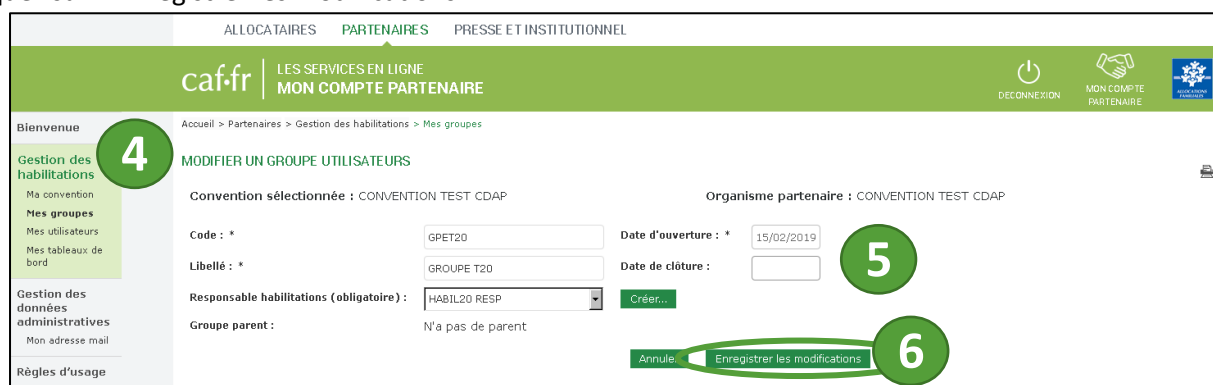 ALLOCATAIRES PARTENAIRES PRESSE ET INSTITUTIONNEL
caf.fr LES SERVICES EN LIGNE
MON COMPTE PARTENAIRE
DECONNEXION
MON COMPTE
PARTENAIRE
ALLOCATIONS
FAMILIALES
Bienvenue
Gestion des
habilitations
Ma convention
Mes groupes
Mes utilisateurs
Mes tableaux de
bord
Gestion des
données
administratives
Mon adresse mail
Règles d'usage
4
Accueil > Partenaires > Gestion des habilitations > Mes groupes
MODIFIER UN GROUPE UTILISATEURS
Convention sélectionnée : CONVENTION TEST CDAP Organisme partenaire : CONVENTION TEST CDAP
Code : * GPET20 Date d'ouverture : * 15/02/2019
Libellé : * GROUPE T20 Date de clôture :
5
Responsable habilitations (obligatoire) : HABIL20 RESP Créer...
Groupe parent : N'a pas de parent
Enregistrer les modifications
6